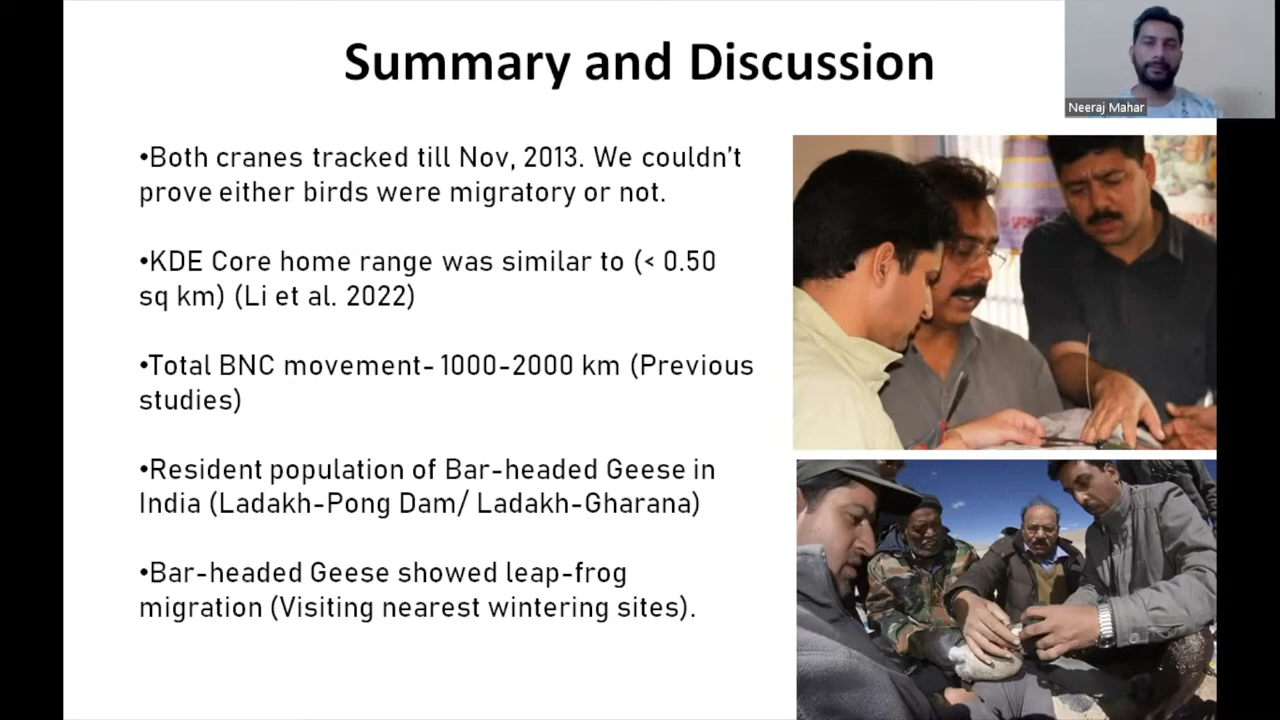 Summary and Discussion
Neeraj Mahar
•Both cranes tracked till Nov, 2013. We couldn't
prove either birds were migratory or not.
•KDE Core home range was similar to (< 0.50
sq km) (Li et al. 2022)
•Total BNC movement- 1000-2000 km (Previous
studies)
•Resident population of Bar-headed Geese in
India (Ladakh-Pong Dam/ Ladakh-Gharana)
•Bar-headed Geese showed leap-frog
migration (Visiting nearest wintering sites).